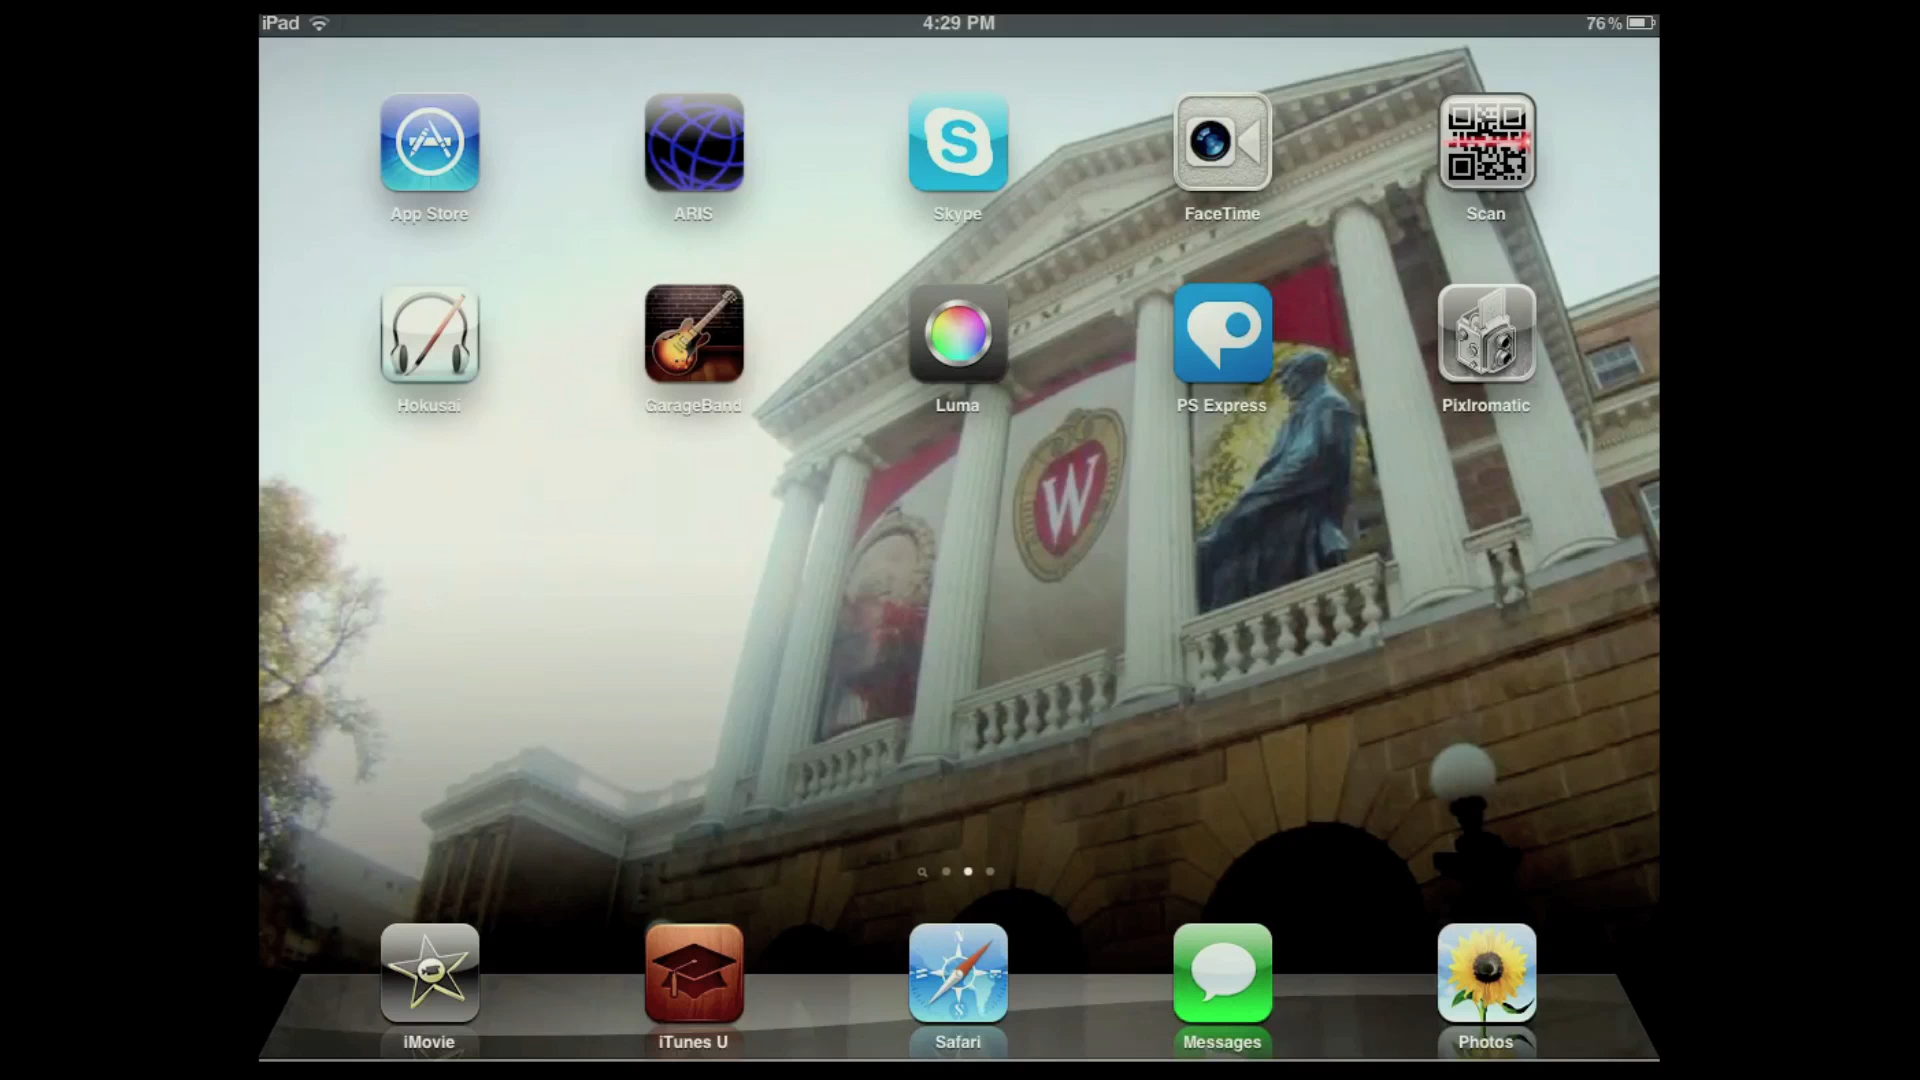 iPad 4:29 PM 76%
App Store ARIS Skype FaceTime Scan
Hokusai GarageBand Luma PS Express Pixlromatic
W
iMovie iTunes U Safari Messages Photos